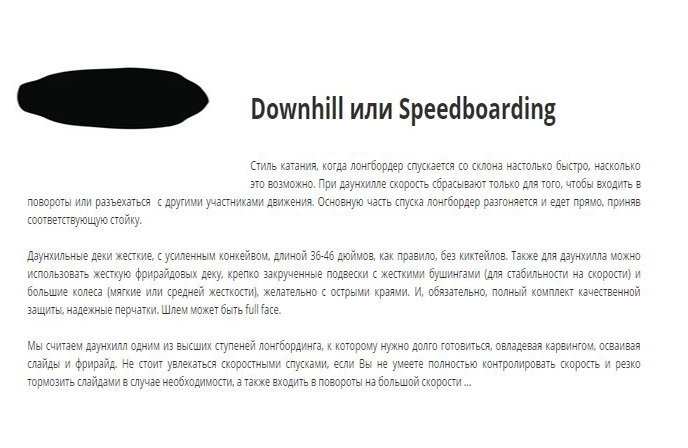 Downhill или Speedboarding
Стиль катания, когда лонгбордер спускается со склона настолько быстро, насколько
это возможно. При даунхилле скорость сбрасывают только для того, чтобы входить в
повороты или разъехаться с другими участниками движения. Основную часть спуска лонгбордер разгоняется и едет прямо, приняв
соответствующую стойку.
Даунхильные деки жесткие, с усиленным конкейвом, длиной 36-46 дюймов, как правило, без киктейлов. Также для даунхилла можно
использовать жесткую фрирайдовых деку, крепко закрученные подвески с жесткими бушингами (для стабильности на скорости) и
большие колеса (мягкие или средней жесткости), желательно с острыми краями. И, обязательно, полный комплект качественной
защиты, надежные перчатки. Шлем может быть full face.
Мы считаем даунхилл одним из высших ступеней лонгбординга, к которому нужно долго готовиться, овладевая карвингом, осваивая
слайды и фрирайд. Не стоит увлекаться скоростными спусками, если Вы не умеете полностью контролировать скорость и резко
тормозить слайдами в случае необходимости, а также входить в повороты на большой скорости ...